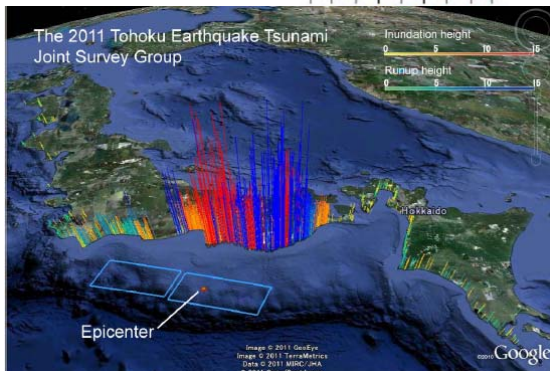 The 2011 Tohoku Earthquake Tsunami
Joint Survey Group
Inundation height
0 5 10 15
Runup height
0 5 10 15
Hokkaido
Epicenter
Image © 2011 GeoEye
Image © 2011 TerraMetrics
Data © 2011 MIRC/JHA
©2010 Google